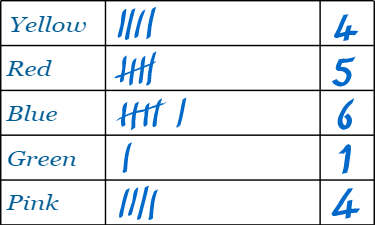 Yellow |||| 4
Red 𝍸 5
Blue 𝍸 | 6
Green | 1
Pink |||| 4